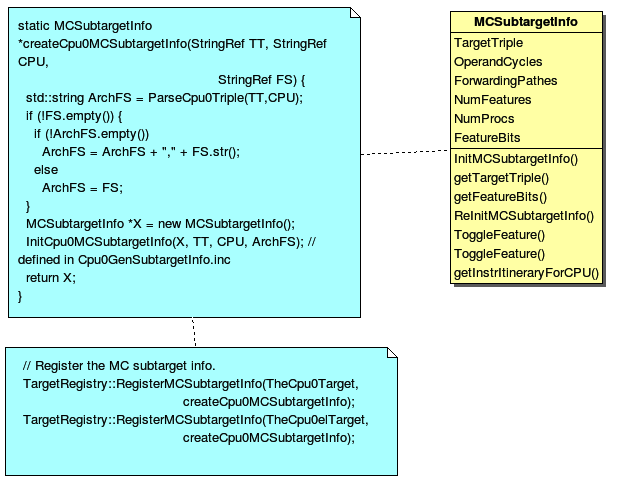 static MCSubtargetInfo
*createCpu0MCSubtargetInfo(StringRef TT, StringRef
CPU,
StringRef FS) {
std::string ArchFS = ParseCpu0Triple(TT,CPU);
if (!FS.empty()) {
if (!ArchFS.empty())
ArchFS = ArchFS + "," + FS.str();
else
ArchFS = FS;
}
MCSubtargetInfo *X = new MCSubtargetInfo();
InitCpu0MCSubtargetInfo(X, TT, CPU, ArchFS); //
defined in Cpu0GenSubtargetInfo.inc
return X;
}
MCSubtargetInfo
TargetTriple
OperandCycles
ForwardingPathes
NumFeatures
NumProcs
FeatureBits
InitMCSubtargetInfo()
getTargetTriple()
getFeatureBits()
ReInitMCSubtargetInfo()
ToggleFeature()
ToggleFeature()
getInstrItineraryForCPU()
// Register the MC subtarget info.
TargetRegistry::RegisterMCSubtargetInfo(TheCpu0Target,
createCpu0MCSubtargetInfo);
TargetRegistry::RegisterMCSubtargetInfo(TheCpu0elTarget,
createCpu0MCSubtargetInfo);